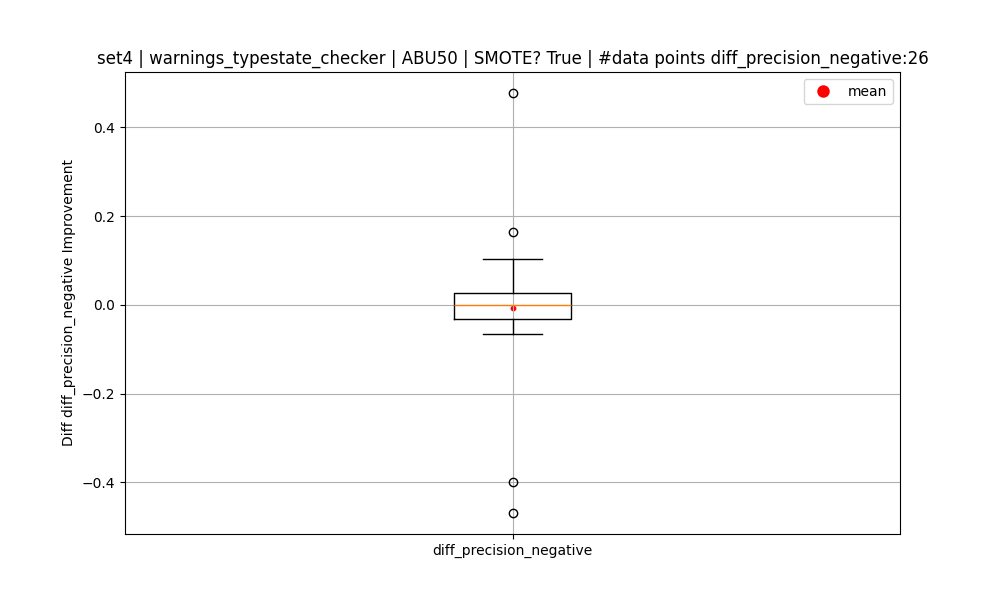 set4 | warnings_typestate_checker | ABU50 | SMOTE? True | #data points diff_precision_negative:26
mean
0.4
0.2
0.0
−0.2
−0.4
Diff diff_precision_negative Improvement
diff_precision_negative